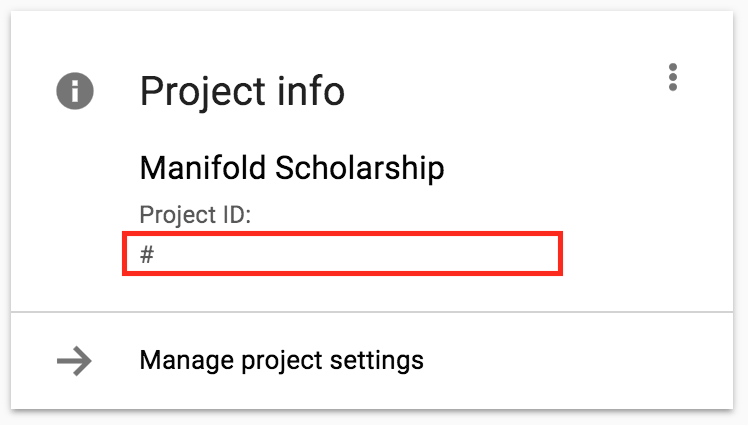 Project info
Manifold Scholarship
Project ID:
#
Manage project settings